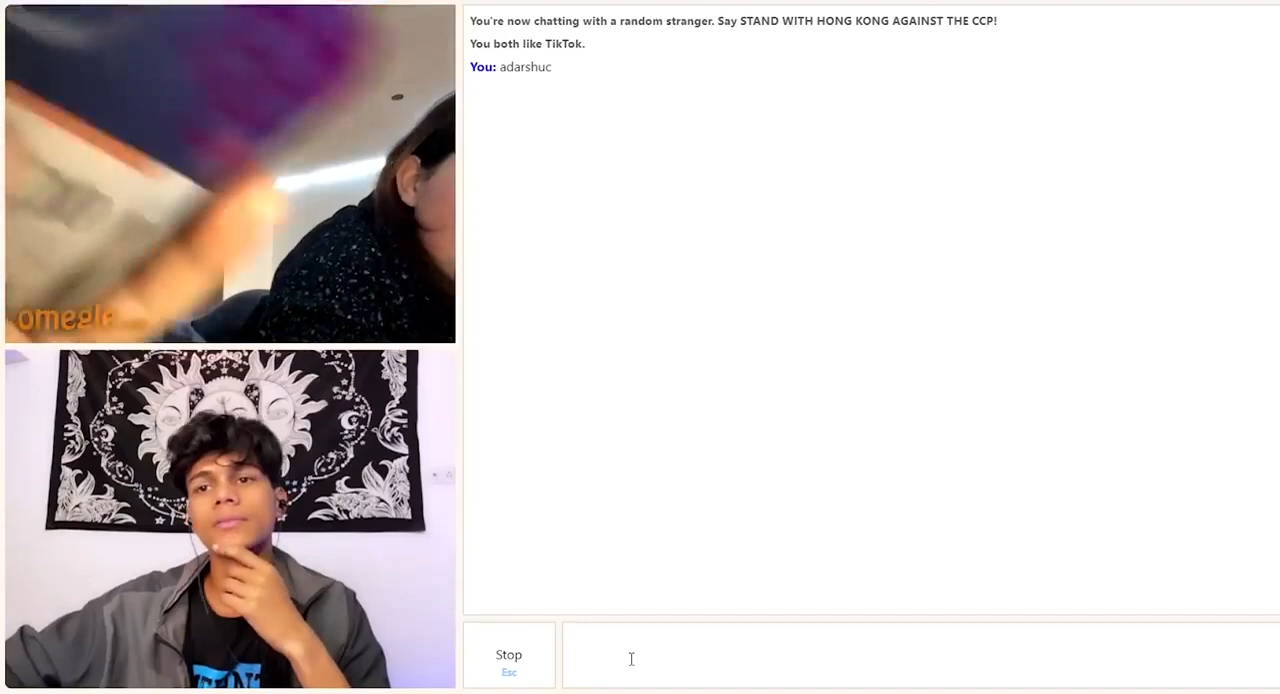 You're now chatting with a random stranger. Say STAND WITH HONG KONG AGAINST THE CCP!
You both like TikTok.
You: adarshuc
omegle
Stop
Esc